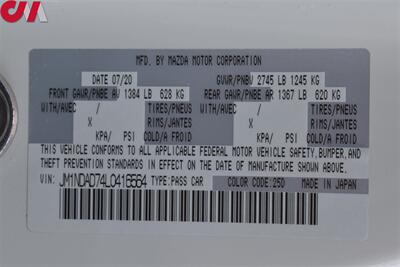 CIA
MFD. BY MAZDA MOTOR CORPORATION
DATE 07/20 GVWR/PNBV 2745 LB 1245 KG
FRONT GAWR/PNBE AV 1384 LB 628 KG REAR GAWR/PNBE AR 1367 LB 620 KG
WITH/AVEC / TIRES/PNEUS WITH/AVEC / TIRES/PNEUS
X RIMS/JANTES X RIMS/JANTES
KPA/ PSI COLD/A FROID KPA/ PSI COLD/A FROID
THIS VEHICLE CONFORMS TO ALL APPLICABLE FEDERAL MOTOR VEHICLE SAFETY, BUMPER, AND
THEFT PREVENTION STANDARDS IN EFFECT ON THE DATE OF MANUFACTURE SHOWN ABOVE.
VIN: JM1NDAD74L0416564 TYPE: PASS CAR COLOR CODE: 25D MADE IN JAPAN